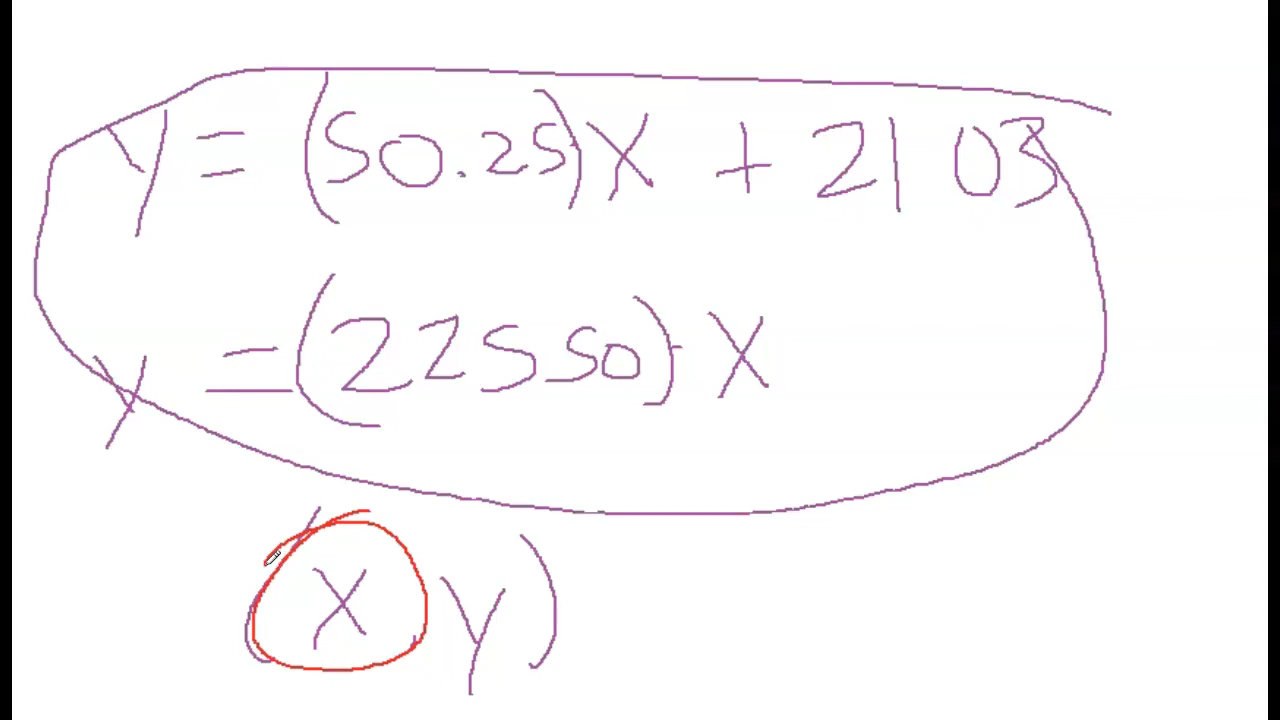 Y = (50.25)X + 2103
Y = (22550) X
(X Y)